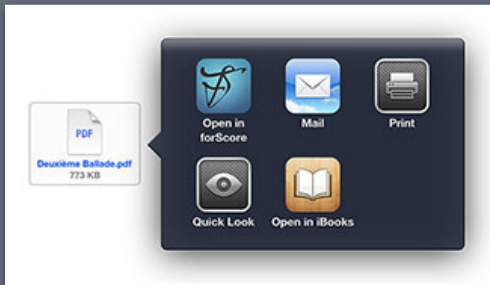 PDF
Deuxième Ballade.pdf
773 KB
Open in
forScore
Mail
Print
Quick Look
Open in iBooks